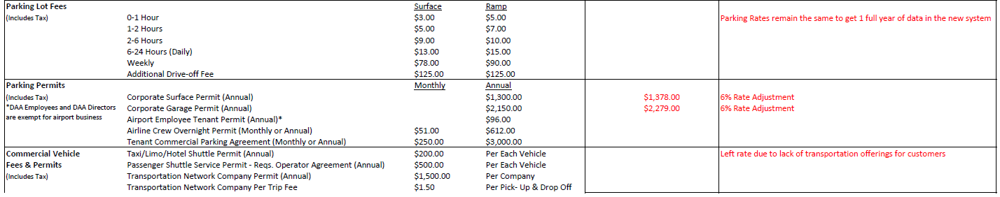 Parking Lot Fees Surface Ramp
(Includes Tax) 0-1 Hour $3.00 $5.00 Parking Rates remain the same to get 1 full year of data in the new system
1-2 Hours $5.00 $7.00
2-6 Hours $9.00 $10.00
6-24 Hours (Daily) $13.00 $15.00
Weekly $78.00 $90.00
Additional Drive-off Fee $125.00 $125.00
Parking Permits Monthly Annual
(Includes Tax) Corporate Surface Permit (Annual) $1,300.00 $1,378.00 6% Rate Adjustment
*DAA Employees and DAA Directors Corporate Garage Permit (Annual) $2,150.00 $2,279.00 6% Rate Adjustment
are exempt for airport business Airport Employee Tenant Permit (Annual)* $96.00
Airline Crew Overnight Permit (Monthly or Annual) $51.00 $612.00
Tenant Commercial Parking Agreement (Monthly or Annual) $250.00 $3,000.00
Commercial Vehicle Taxi/Limo/Hotel Shuttle Permit (Annual) $200.00 Per Each Vehicle Left rate due to lack of transportation offerings for customers
Fees & Permits Passenger Shuttle Service Permit - Reqs. Operator Agreement (Annual) $500.00 Per Each Vehicle
(Includes Tax) Transportation Network Company Permit (Annual) $1,500.00 Per Company
Transportation Network Company Per Trip Fee $1.50 Per Pick- Up & Drop Off